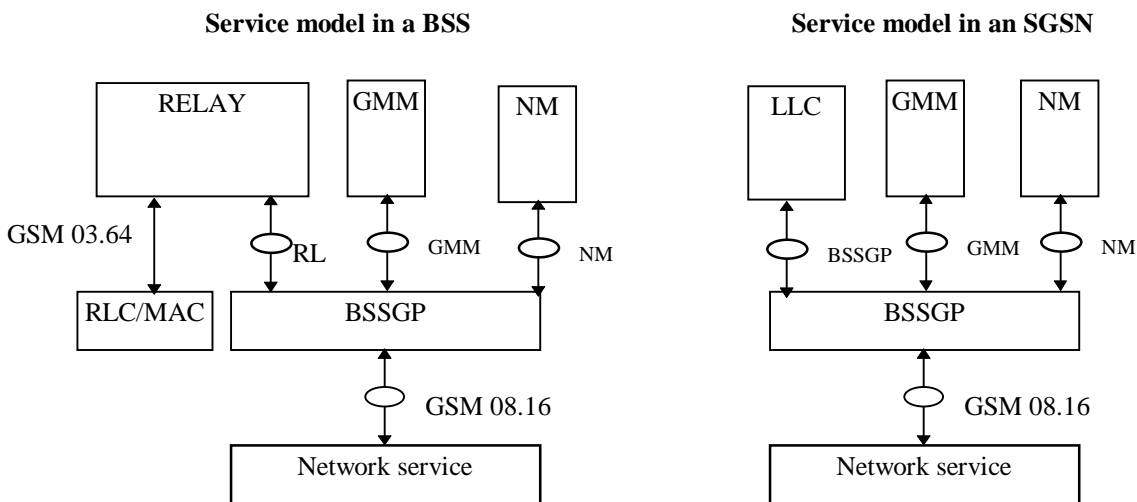 Service model in a BSS
Service model in an SGSN
RELAY
GMM
NM
LLC
GMM
NM
GSM 03.64
RL
GMM
NM
BSSGP
GMM
NM
RLC/MAC
BSSGP
BSSGP
GSM 08.16
GSM 08.16
Network service
Network service